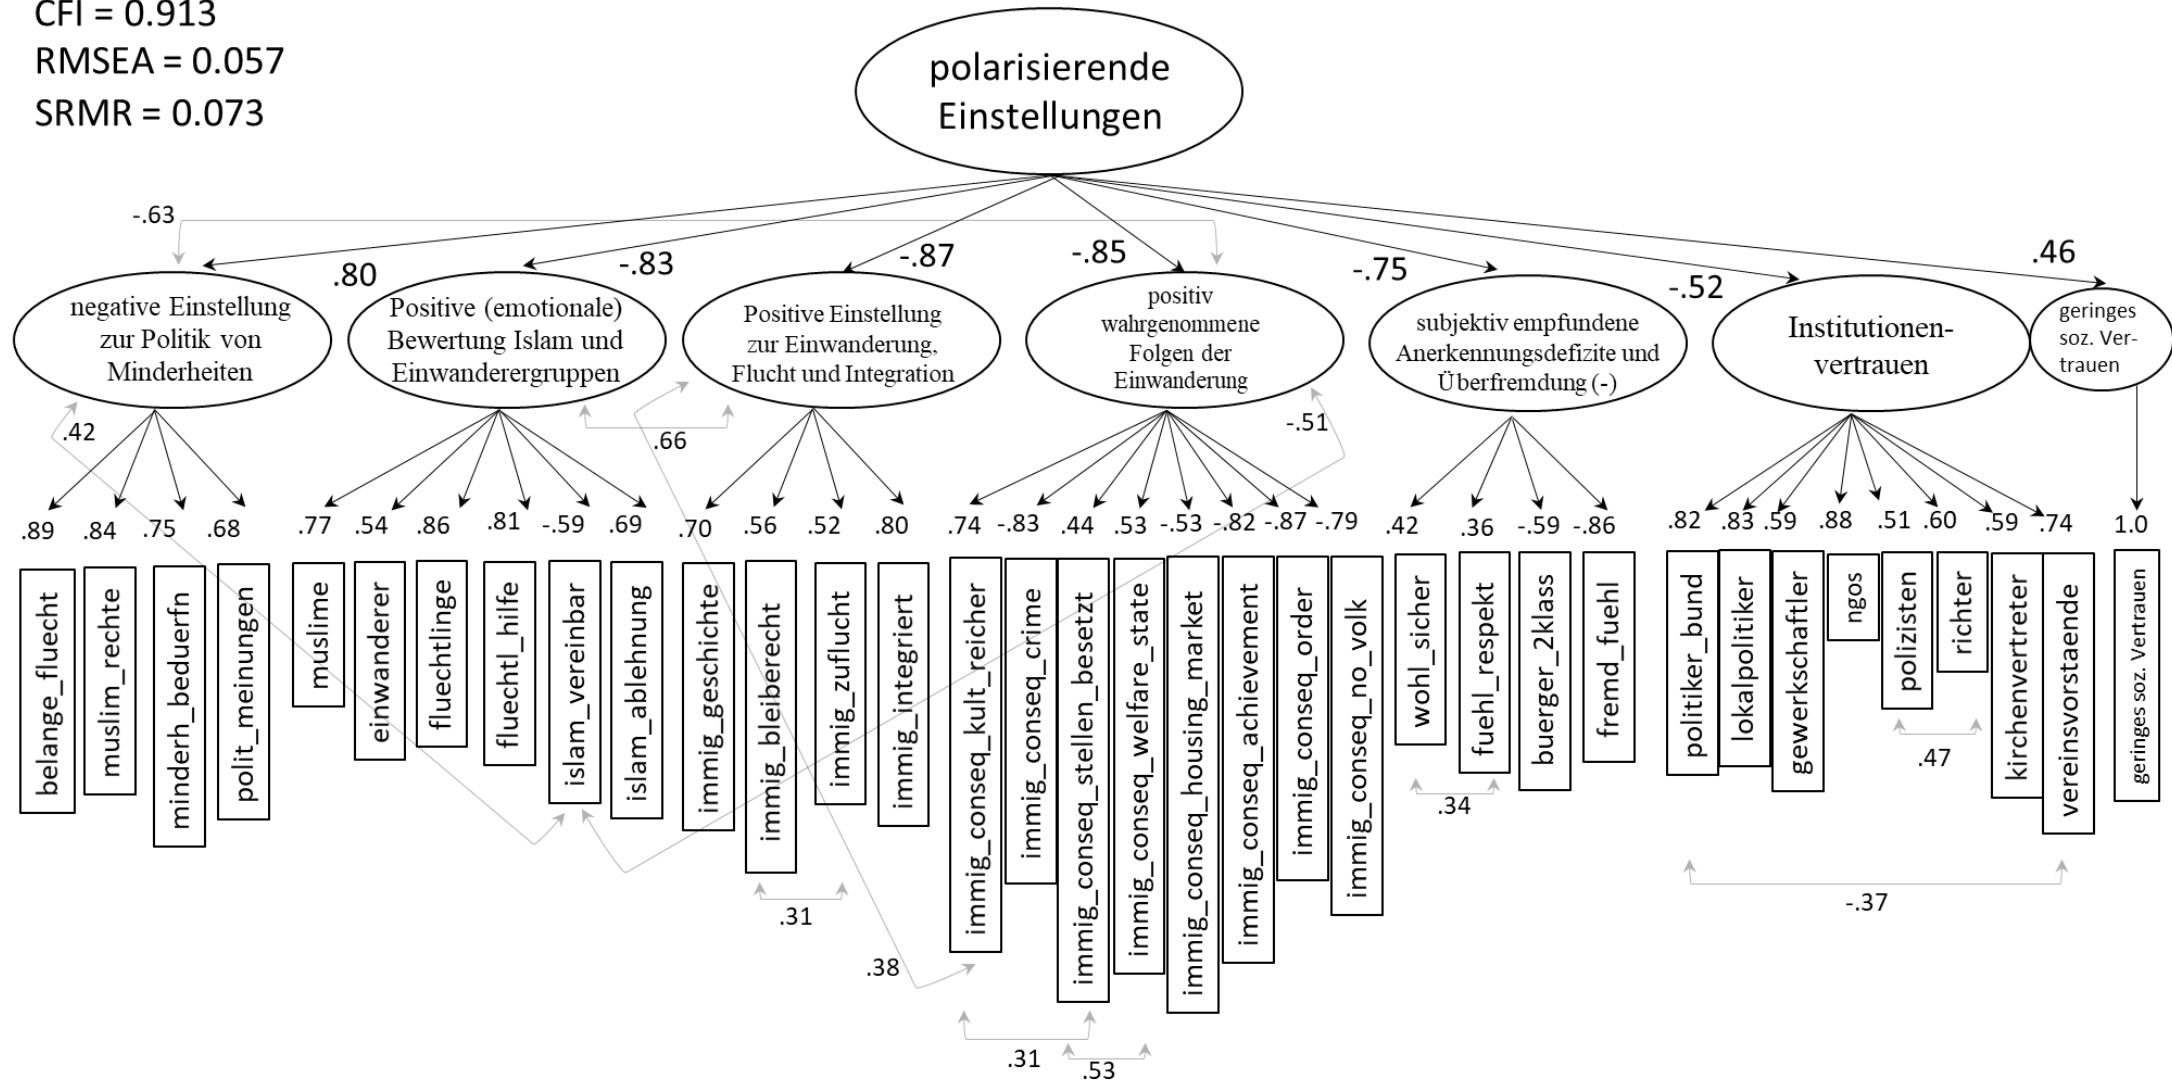 CFI = 0.913
RMSEA = 0.057
SRMR = 0.073
polarisierende
Einstellungen
-.63
.80
-.83
-.87
-.85
-.75
-.52
.46
negative Einstellung
zur Politik von
Minderheiten
Positive (emotionale)
Bewertung Islam und
Einwanderergruppen
Positive Einstellung
zur Einwanderung,
Flucht und Integration
positiv
wahrgenommene
Folgen der
Einwanderung
subjektiv empfundene
Anerkennungsdefizite und
Überfremdung (-)
Institutionen-
vertrauen
geringes
soz. Ver-
trauen
.42
.66
-.51
.89 .84 .75 .68
.77 .54 .86 .81 -.59 .69
.70 .56 .52 .80
.74 -.83 .44 .53 -.53 -.82 -.87 -.79
.42 .36 -.59 -.86
.82 .83 .59 .88 .51 .60 .59 .74
1.0
belange_fluecht
muslim_rechte
minderh_beduerfn
polit_meinungen
muslime
einwanderer
fluechtlinge
fluechtl_hilfe
islam_vereinbar
islam_ablehnung
immig_geschichte
immig_bleiberecht
immig_zuflucht
immig_integriert
immig_conseq_kult_reicher
immig_conseq_crime
immig_conseq_stellen_besetzt
immig_conseq_welfare_state
immig_conseq_housing_market
immig_conseq_achievement
immig_conseq_order
immig_conseq_no_volk
wohl_sicher
fuehl_respekt
buerger_2klass
fremd_fuehl
politiker_bund
lokalpolitiker
gewerkschaftler
ngos
polizisten
richter
kirchenvertreter
vereinsvorstaende
geringes soz. Vertrauen
.47
.34
-.37
.31
.38
.31
.53